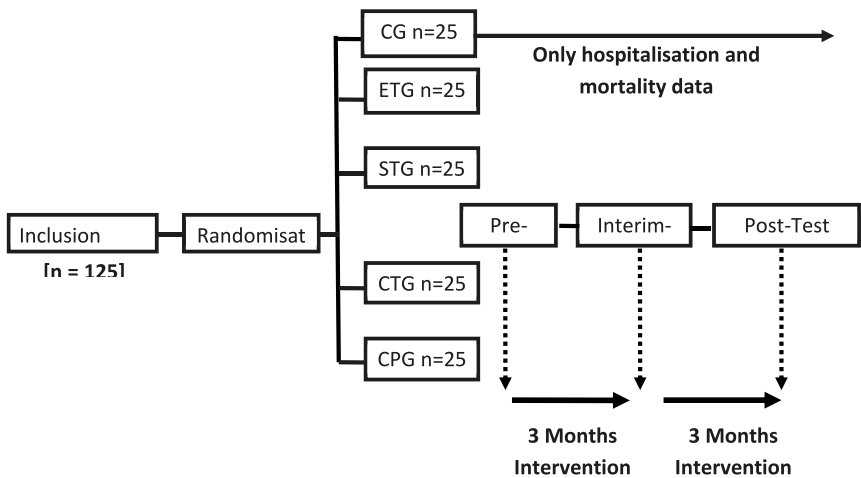 CG n=25
Only hospitalisation and
mortality data
ETG n=25
STG n=25
Inclusion
[n = 125]
Randomisat
Pre-
Interim-
Post-Test
CTG n=25
CPG n=25
3 Months
Intervention
3 Months
Intervention